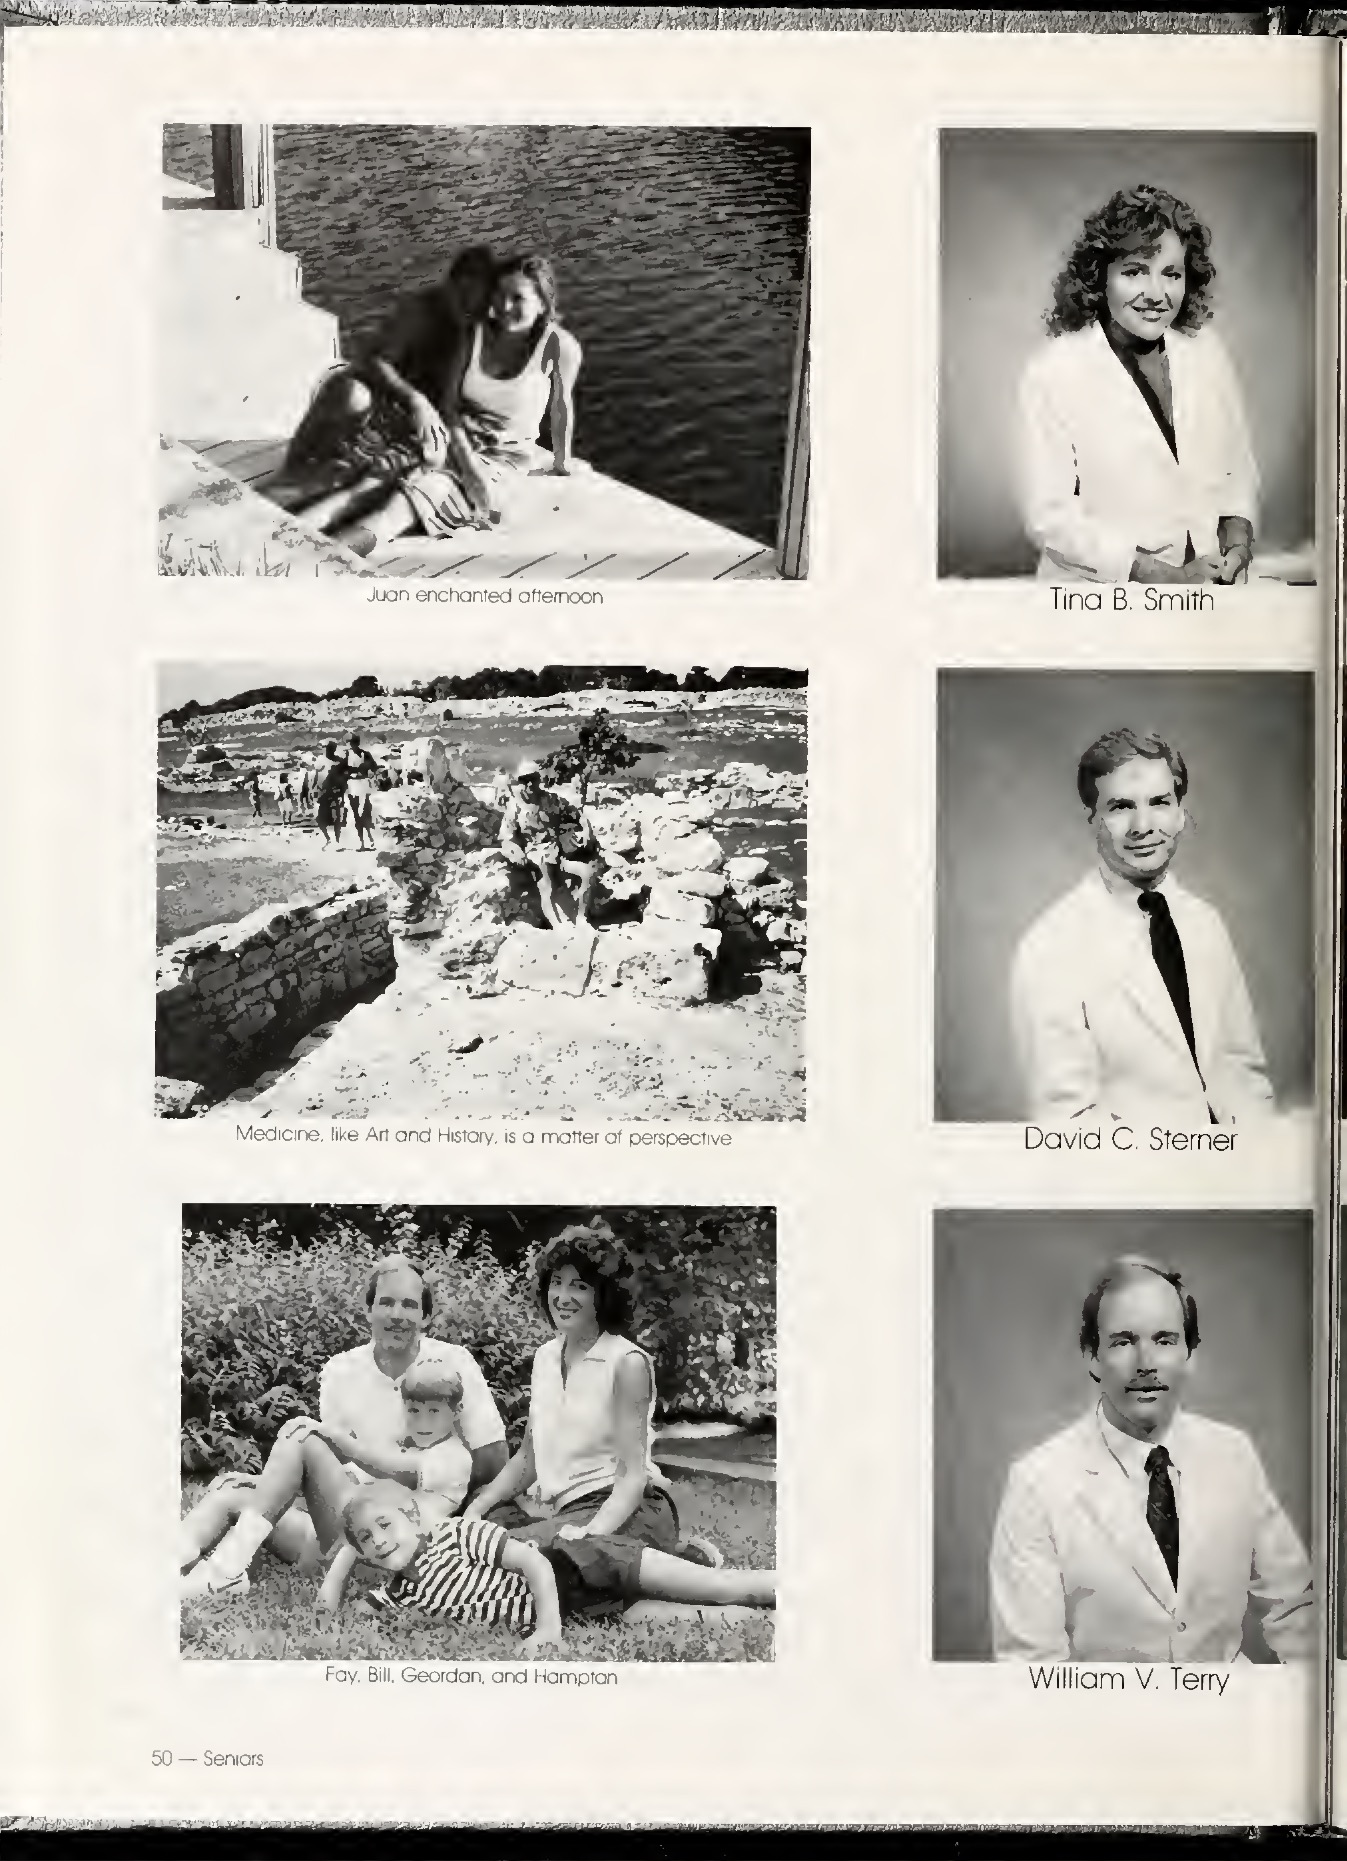 Juan enchanted afternoon
Tina B. Smith
Medicine, like Art and History, is a matter of perspective
David C. Sterner
Fay, Bill, Geordan, and Hamptan
William V. Terry
50 — Seniors